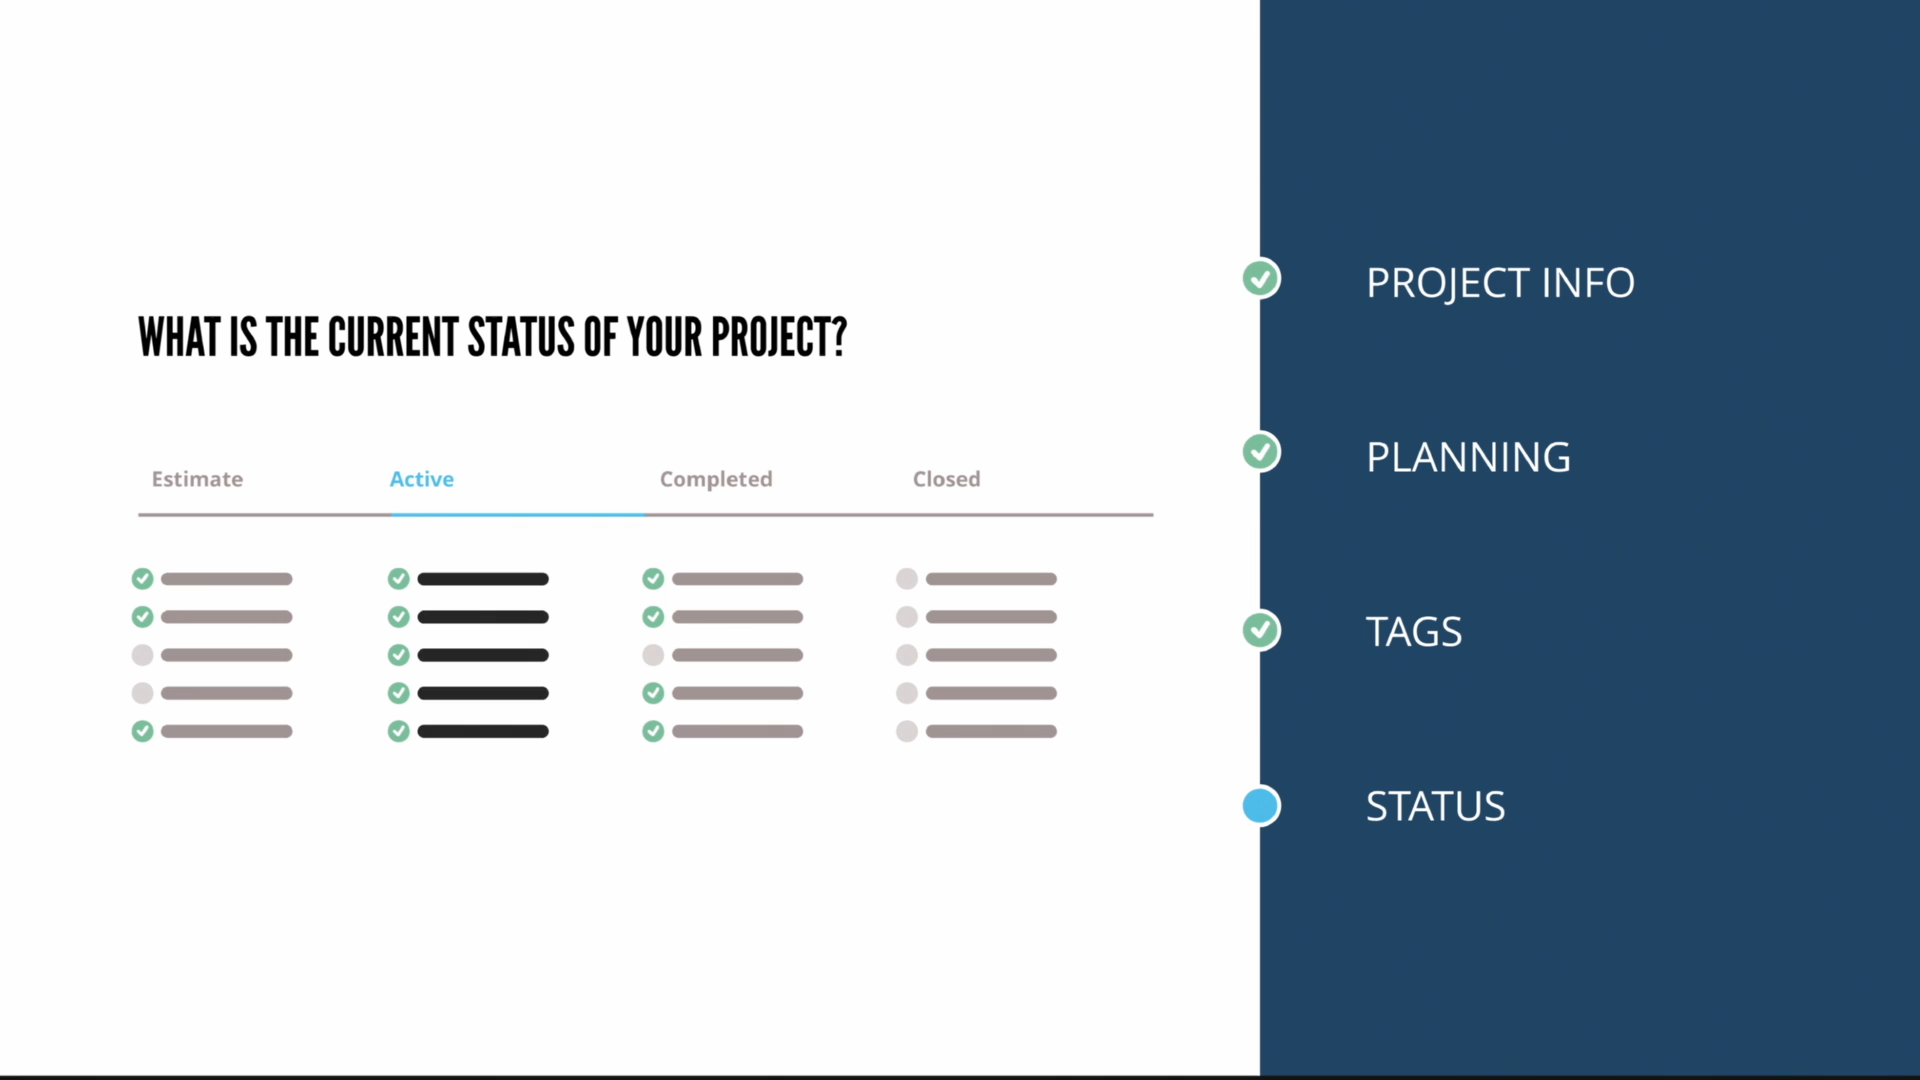 WHAT IS THE CURRENT STATUS OF YOUR PROJECT?
Estimate
Active
Completed
Closed
PROJECT INFO
PLANNING
TAGS
STATUS